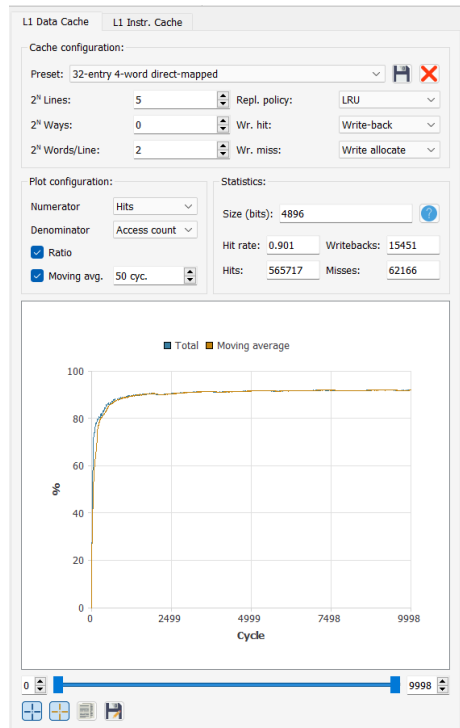 L1 Data Cache L1 Instr. Cache
Cache configuration:
Preset: 32-entry 4-word direct-mapped
2ᴺ Lines: 5 Repl. policy: LRU
2ᴺ Ways: 0 Wr. hit: Write-back
2ᴺ Words/Line: 2 Wr. miss: Write allocate
Plot configuration:
Numerator Hits
Denominator Access count
Ratio
Moving avg. 50 cyc.
Statistics:
Size (bits): 4896 ?
Hit rate: 0.901 Writebacks: 15451
Hits: 565717 Misses: 62166
Total Moving average
100
80
60
40
20
0
%
0 2499 4999 7498 9998
Cycle
0 9998